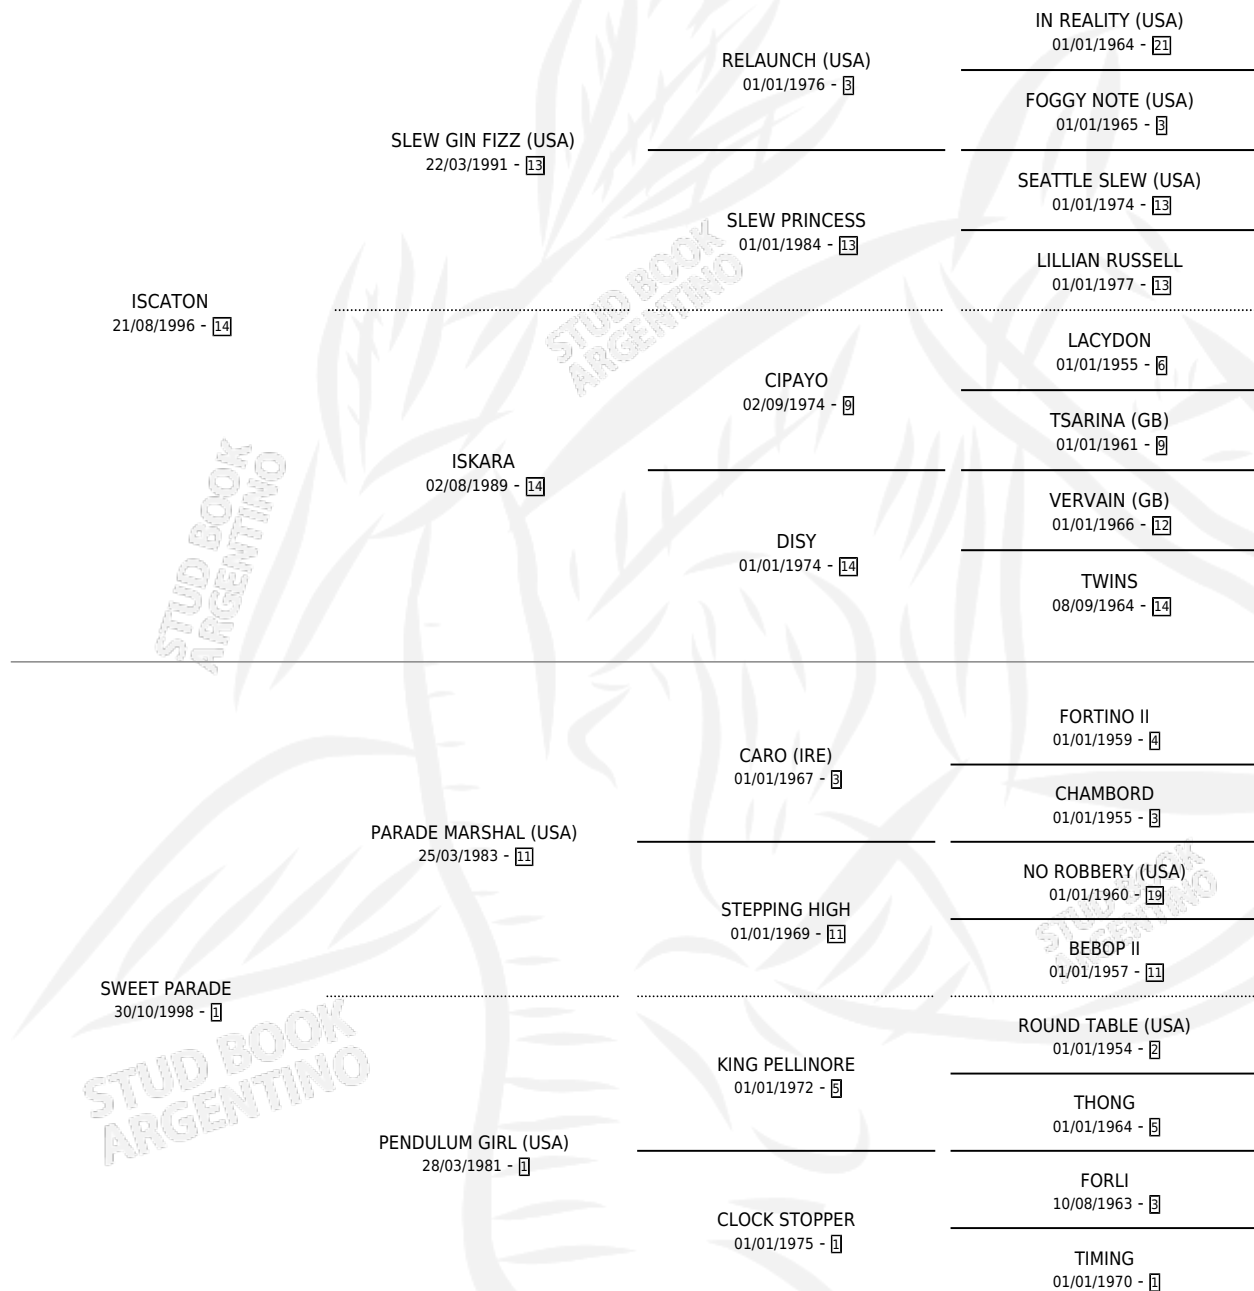 IN REALITY (USA)
01/01/1964 - 21
RELAUNCH (USA)
01/01/1976 - 3
FOGGY NOTE (USA)
01/01/1965 - 3
SLEW GIN FIZZ (USA)
22/03/1991 - 13
SEATTLE SLEW (USA)
01/01/1974 - 13
SLEW PRINCESS
01/01/1984 - 13
LILLIAN RUSSELL
01/01/1977 - 13
ISCATON
21/08/1996 - 14
LACYDON
01/01/1955 - 6
CIPAYO
02/09/1974 - 9
TSARINA (GB)
01/01/1961 - 9
ISKARA
02/08/1989 - 14
VERVAIN (GB)
01/01/1966 - 12
DISY
01/01/1974 - 14
TWINS
08/09/1964 - 14
FORTINO II
01/01/1959 - 4
CARO (IRE)
01/01/1967 - 3
CHAMBORD
01/01/1955 - 3
PARADE MARSHAL (USA)
25/03/1983 - 11
NO ROBBERY (USA)
01/01/1960 - 19
STEPPING HIGH
01/01/1969 - 11
BEBOP II
01/01/1957 - 11
SWEET PARADE
30/10/1998 - 1
ROUND TABLE (USA)
01/01/1954 - 2
KING PELLINORE
01/01/1972 - 5
THONG
01/01/1964 - 5
PENDULUM GIRL (USA)
28/03/1981 - 1
FORLI
10/08/1963 - 3
CLOCK STOPPER
01/01/1975 - 1
TIMING
01/01/1970 - 1
STUD BOOK
ARGENTINO
STUD BOOK
ARGENTINO
STUD BOOK
ARGENTINO
STUD BOOK
ARGENTINO